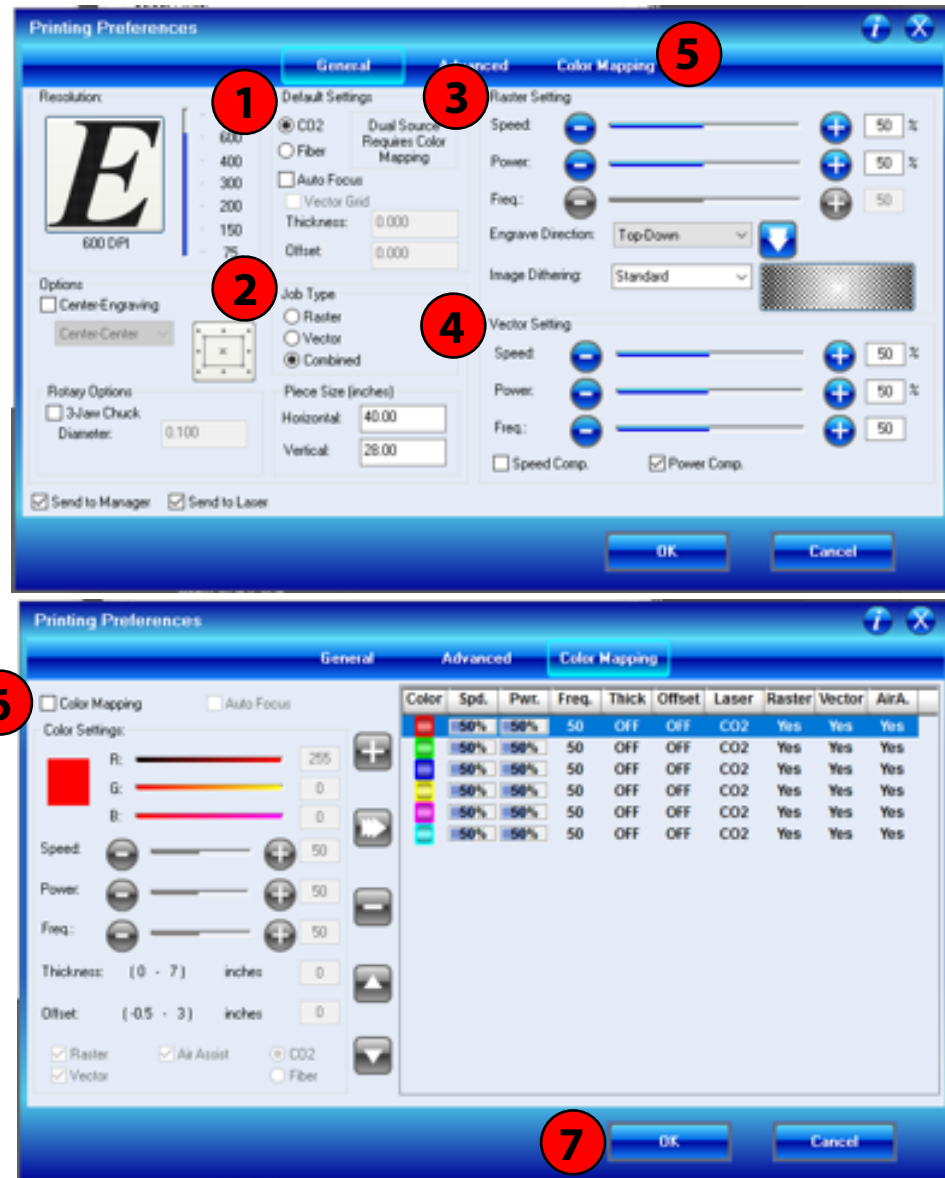 Printing Preferences
General Advanced Color Mapping
5
Resolution:
E
600 DPI
600
400
300
200
150
75
1
Default Settings
CO2
Fiber
Dual Source
Requires Color
Mapping
Auto Focus
Vector Grid
Thickness: 0.000
Offset: 0.000
3
Raster Setting
Speed: 50 %
Power: 50 %
Freq.: 50
Engrave Direction: Top-Down
Image Dithering: Standard
Options
Center-Engraving
Center-Center
2
Job Type
Raster
Vector
Combined
4
Vector Setting
Speed: 50 %
Power: 50 %
Freq.: 50
Speed Comp. Power Comp.
Rotary Options
3-Jaw Chuck
Diameter: 0.100
Piece Size (inches)
Horizontal: 40.00
Vertical: 28.00
Send to Manager Send to Laser
OK Cancel
Printing Preferences
General Advanced Color Mapping
Color Mapping Auto Focus
Color Settings:
R: 255
G: 0
B: 0
Speed: 50
Power: 50
Freq.: 50
Thickness: (0 - 7) inches 0
Offset: (-0.5 - 3) inches 0
Raster Air Assist CO2
Vector Fiber
Color Spd. Pwr. Freq. Thick Offset Laser Raster Vector AirA.
50% 50% 50 OFF OFF CO2 Yes Yes Yes
50% 50% 50 OFF OFF CO2 Yes Yes Yes
50% 50% 50 OFF OFF CO2 Yes Yes Yes
50% 50% 50 OFF OFF CO2 Yes Yes Yes
50% 50% 50 OFF OFF CO2 Yes Yes Yes
50% 50% 50 OFF OFF CO2 Yes Yes Yes
7
OK Cancel